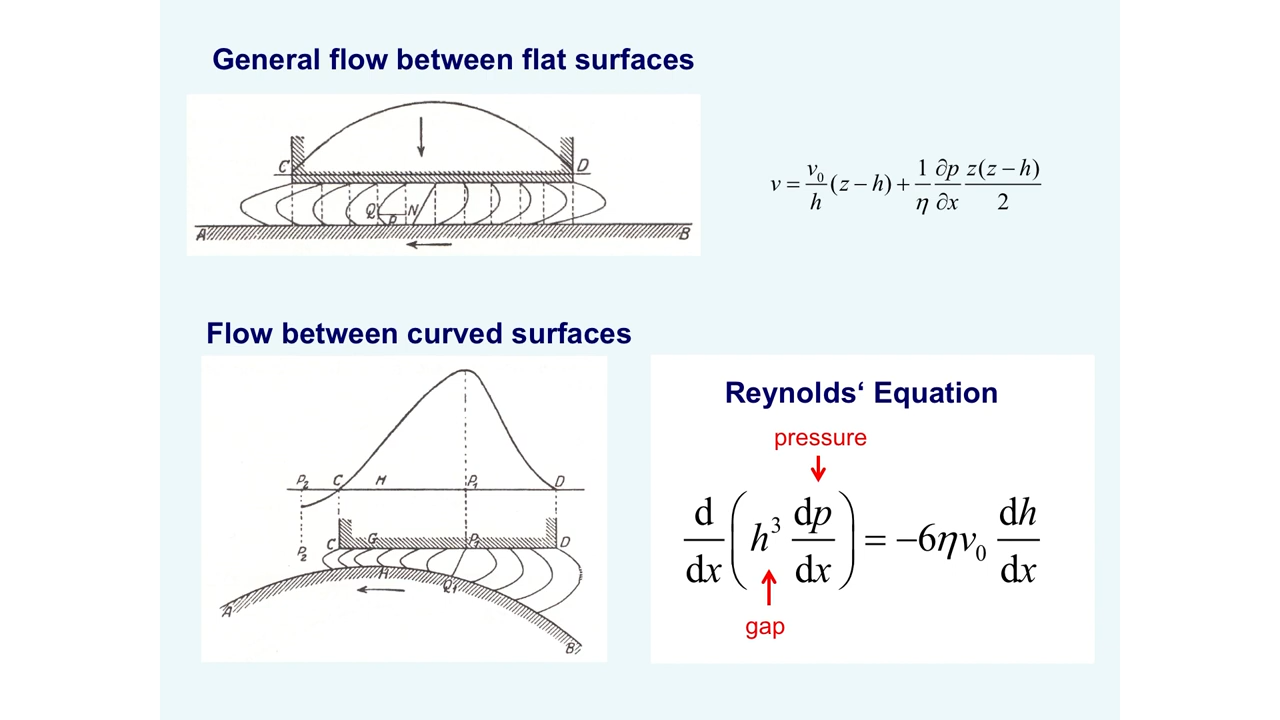 General flow between flat surfaces
C D
Q N
P
A B
v = v₀/h (z − h) + 1/η ∂p/∂x z(z − h)/2
Flow between curved surfaces
P₂ C H P₁ D
C G P₁ D
P₂
H
Q₁
A
B
Reynolds‘ Equation
pressure
d/dx (h³ dp/dx) = −6ηv₀ dh/dx
gap